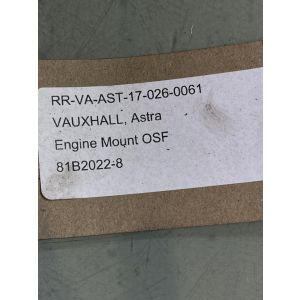 RR-VA-AST-17-026-0061
VAUXHALL, Astra
Engine Mount OSF
81B2022-8